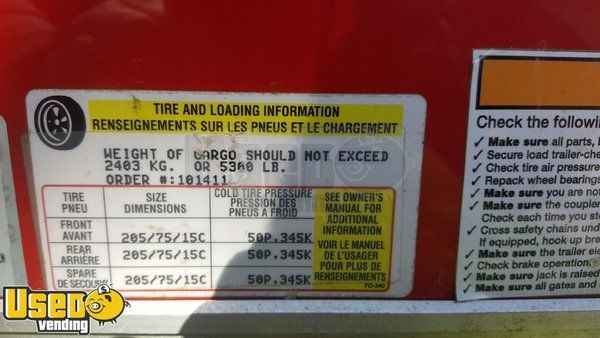 TIRE AND LOADING INFORMATION
RENSEIGNEMENTS SUR LES PNEUS ET LE CHARGEMENT
WEIGHT OF CARGO SHOULD NOT EXCEED
2403 KG. OR 5300 LB.
ORDER #:101411
TIRE
PNEU
SIZE
DIMENSIONS
COLD TIRE PRESSURE
PRESSION DES
PNEUS A FROID
FRONT
AVANT
205/75/15C
50P.345K
REAR
ARRIÈRE
205/75/15C
50P.345K
SPARE
DE SECOURS
205/75/15C
50P.345K
SEE OWNER'S
MANUAL FOR
ADDITIONAL
INFORMATION
VOIR LE MANUEL
DE L'USAGER
POUR PLUS DE
RENSEIGNEMENTS
Check the followi
✓ Make sure all parts, b
✓ Secure load trailer-che
✓ Check tire air pressure
✓ Repack wheel bearings
✓ Make sure you are no
✓ Make sure the coupler
Check each time you sto
✓ Cross safety chains und
If equipped, hook up bre
✓ Make sure the trailer ele
✓ Check brake operation.
✓ Make sure jack is raised
✓ Make sure all gates and
Used
vending